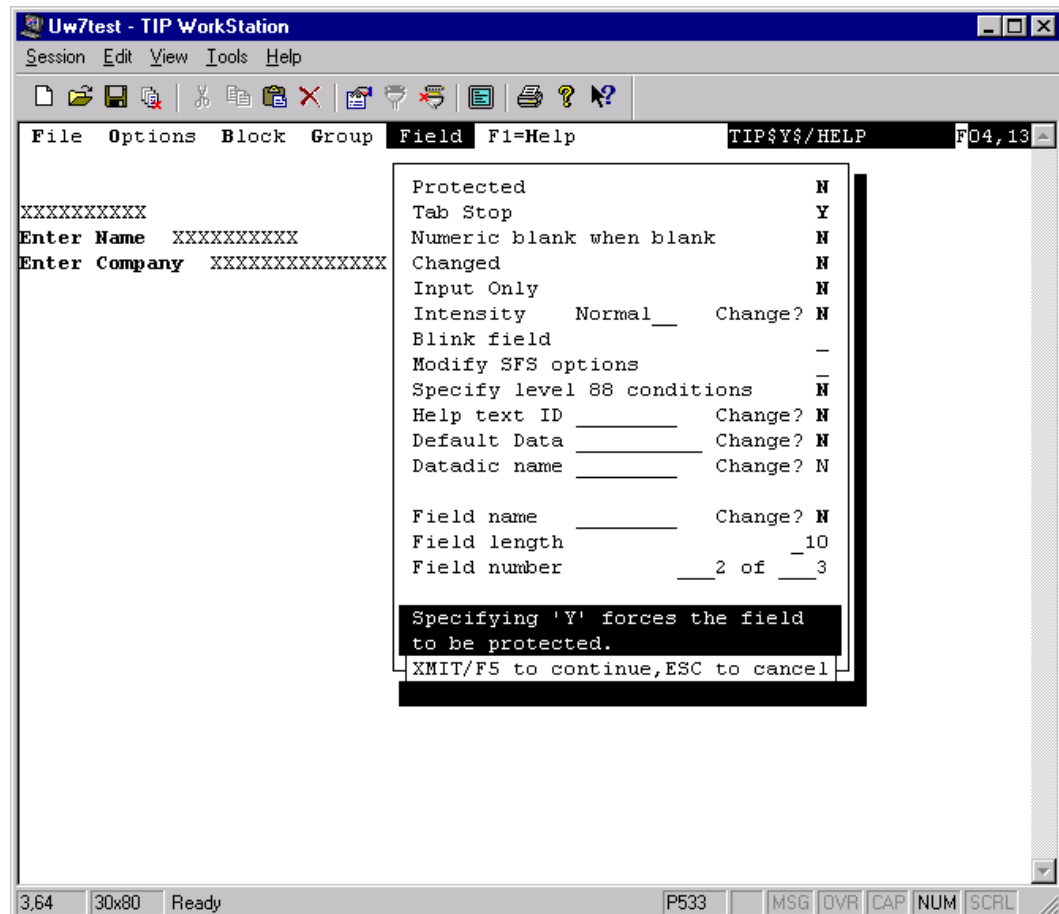 Uw7test - TIP WorkStation
Session Edit View Tools Help
File Options Block Group Field F1=Help TIP$Y$/HELP F04,13
Protected N
XXXXXXXXXX Tab Stop Y
Enter Name XXXXXXXXXX Numeric blank when blank N
Enter Company XXXXXXXXXXXXXX Changed N
Input Only N
Intensity Normal__ Change? N
Blink field _
Modify SFS options _
Specify level 88 conditions N
Help text ID ________ Change? N
Default Data __________ Change? N
Datadic name ________ Change? N
Field name ________ Change? N
Field length _10
Field number ___2 of ___3
Specifying 'Y' forces the field
to be protected.
XMIT/F5 to continue,ESC to cancel
3,64 30x80 Ready P533 MSG OVR CAP NUM SCRL